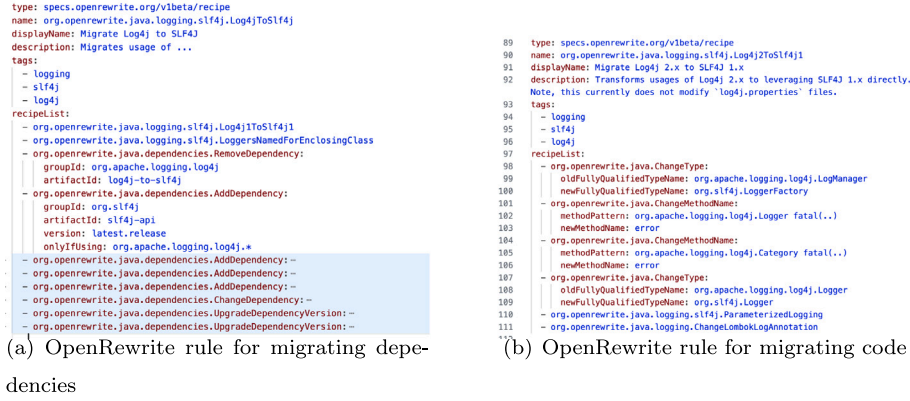 type: specs.openrewrite.org/v1beta/recipe
name: org.openrewrite.java.logging.slf4j.Log4jToSlf4j
displayName: Migrate Log4j to SLF4J
description: Migrates usage of ...
tags:
- logging
- slf4j
- log4j
recipeList:
- org.openrewrite.java.logging.slf4j.Log4j1ToSlf4j1
- org.openrewrite.java.logging.slf4j.LoggersNamedForEnclosingClass
- org.openrewrite.java.dependencies.RemoveDependency:
groupId: org.apache.logging.log4j
artifactId: log4j-to-slf4j
- org.openrewrite.java.dependencies.AddDependency:
groupId: org.slf4j
artifactId: slf4j-api
version: latest.release
onlyIfUsing: org.apache.logging.log4j.*
- org.openrewrite.java.dependencies.AddDependency:⋯
- org.openrewrite.java.dependencies.AddDependency:⋯
- org.openrewrite.java.dependencies.AddDependency:⋯
- org.openrewrite.java.dependencies.ChangeDependency:⋯
- org.openrewrite.java.dependencies.UpgradeDependencyVersion:⋯
- org.openrewrite.java.dependencies.UpgradeDependencyVersion:⋯
(a) OpenRewrite rule for migrating depe-
ndencies
89 type: specs.openrewrite.org/v1beta/recipe
90 name: org.openrewrite.java.logging.slf4j.Log4j2ToSlf4j1
91 displayName: Migrate Log4j 2.x to SLF4J 1.x
92 description: Transforms usages of Log4j 2.x to leveraging SLF4J 1.x directly.
Note, this currently does not modify `log4j.properties` files.
93 tags:
94 - logging
95 - slf4j
96 - log4j
97 recipeList:
98 - org.openrewrite.java.ChangeType:
99 oldFullyQualifiedTypeName: org.apache.logging.log4j.LogManager
100 newFullyQualifiedTypeName: org.slf4j.LoggerFactory
101 - org.openrewrite.java.ChangeMethodName:
102 methodPattern: org.apache.logging.log4j.Logger fatal(..)
103 newMethodName: error
104 - org.openrewrite.java.ChangeMethodName:
105 methodPattern: org.apache.logging.log4j.Category fatal(..)
106 newMethodName: error
107 - org.openrewrite.java.ChangeType:
108 oldFullyQualifiedTypeName: org.apache.logging.log4j.Logger
109 newFullyQualifiedTypeName: org.slf4j.Logger
110 - org.openrewrite.java.logging.slf4j.ParameterizedLogging
111 - org.openrewrite.java.logging.ChangeLombokLogAnnotation
(b) OpenRewrite rule for migrating code